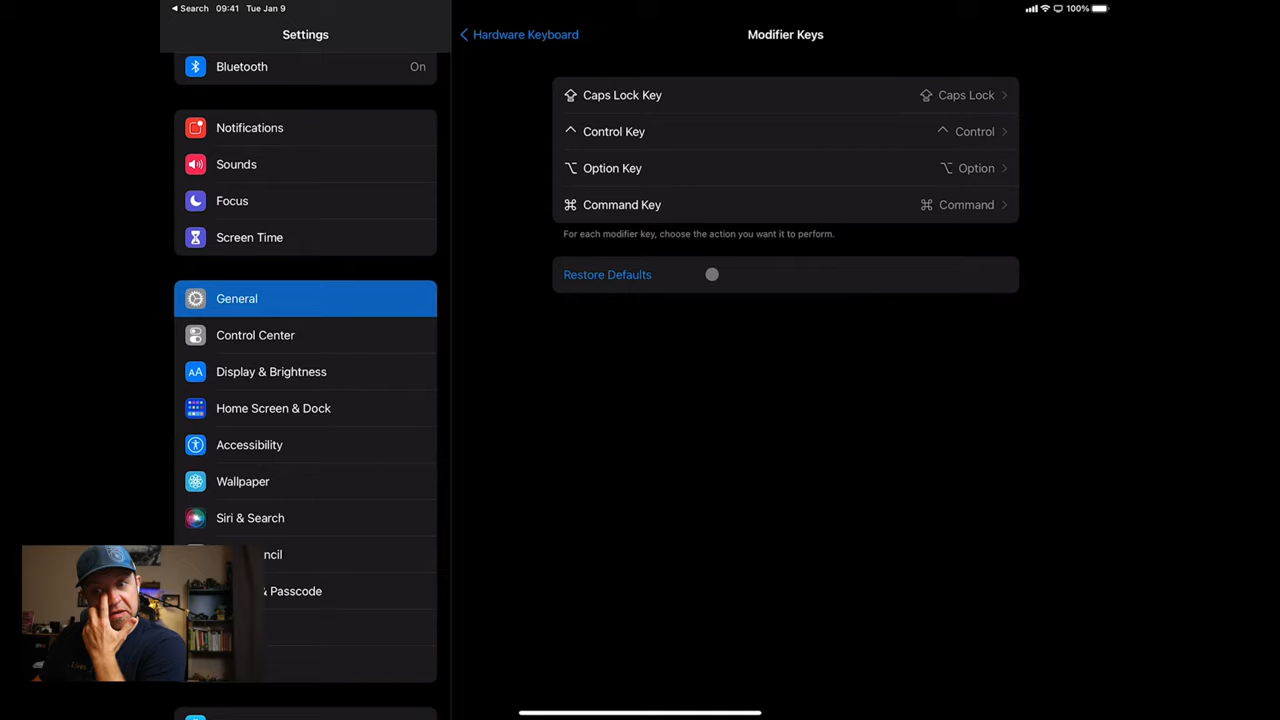 Search 09:41 Tue Jan 9
100%
Settings
Bluetooth On
Notifications
Sounds
Focus
Screen Time
General
Control Center
AA Display & Brightness
Home Screen & Dock
Accessibility
Wallpaper
Siri & Search
ncil
& Passcode
Hardware Keyboard
Modifier Keys
Caps Lock Key Caps Lock
Control Key Control
Option Key Option
Command Key Command
For each modifier key, choose the action you want it to perform.
Restore Defaults